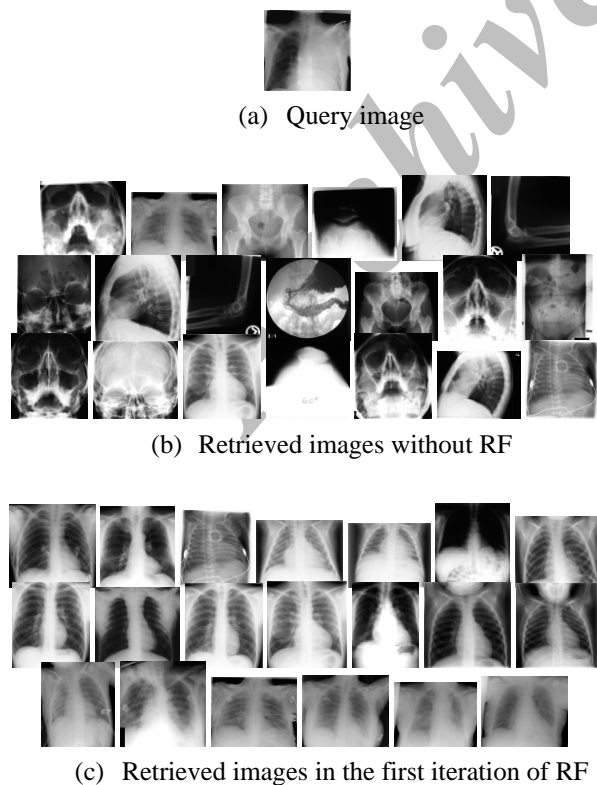 (a) Query image
(b) Retrieved images without RF
(c) Retrieved images in the first iteration of RF